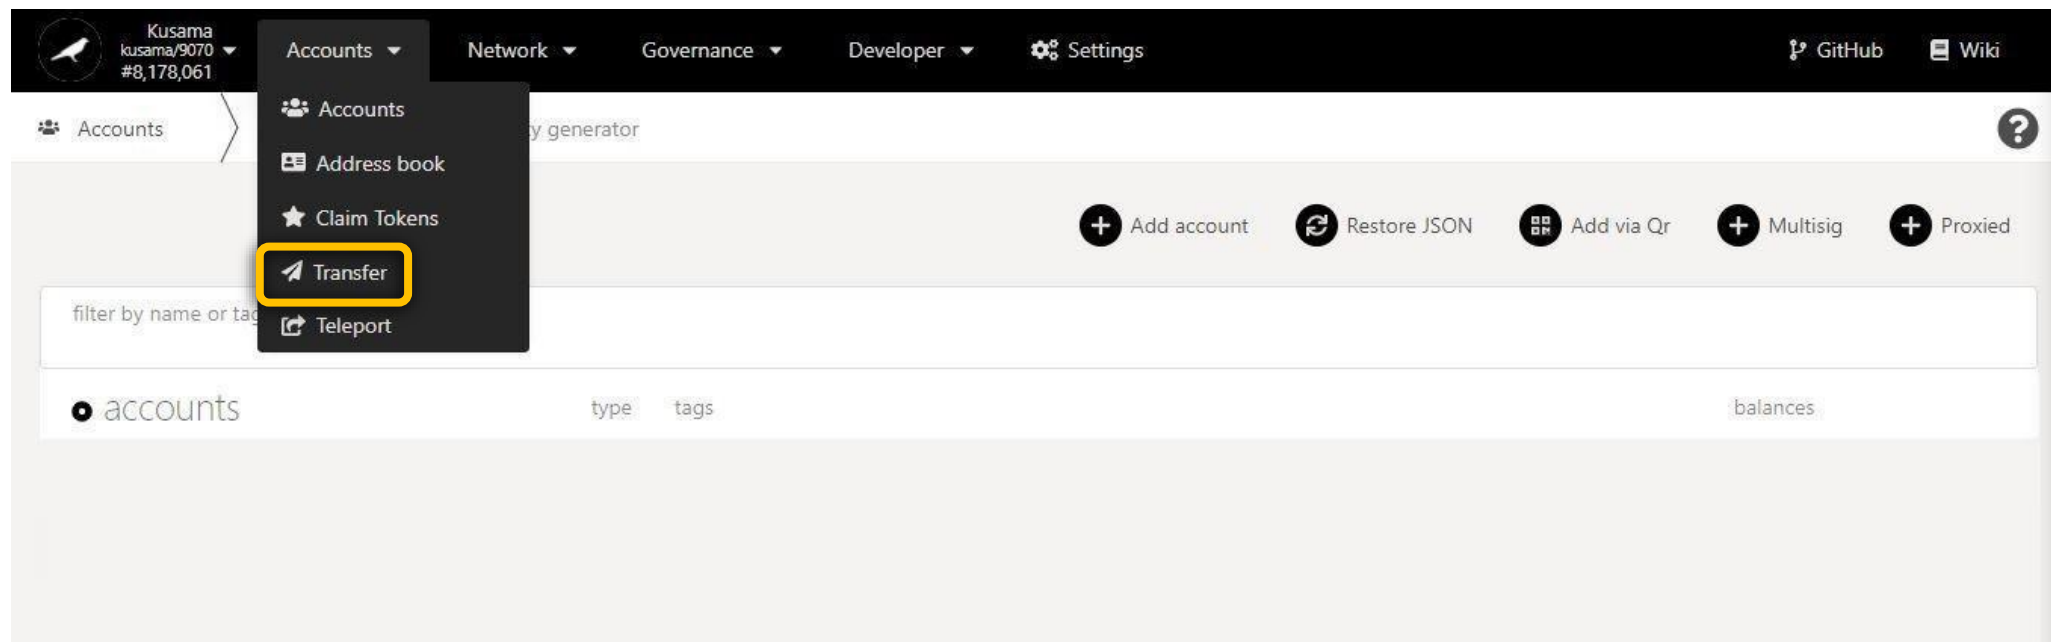 Kusama
kusama/9070
#8,178,061
Accounts
Network
Governance
Developer
Settings
GitHub
Wiki
Accounts
generator
Accounts
Address book
Claim Tokens
Transfer
Teleport
Add account
Restore JSON
Add via Qr
Multisig
Proxied
filter by name or
accounts
type
tags
balances